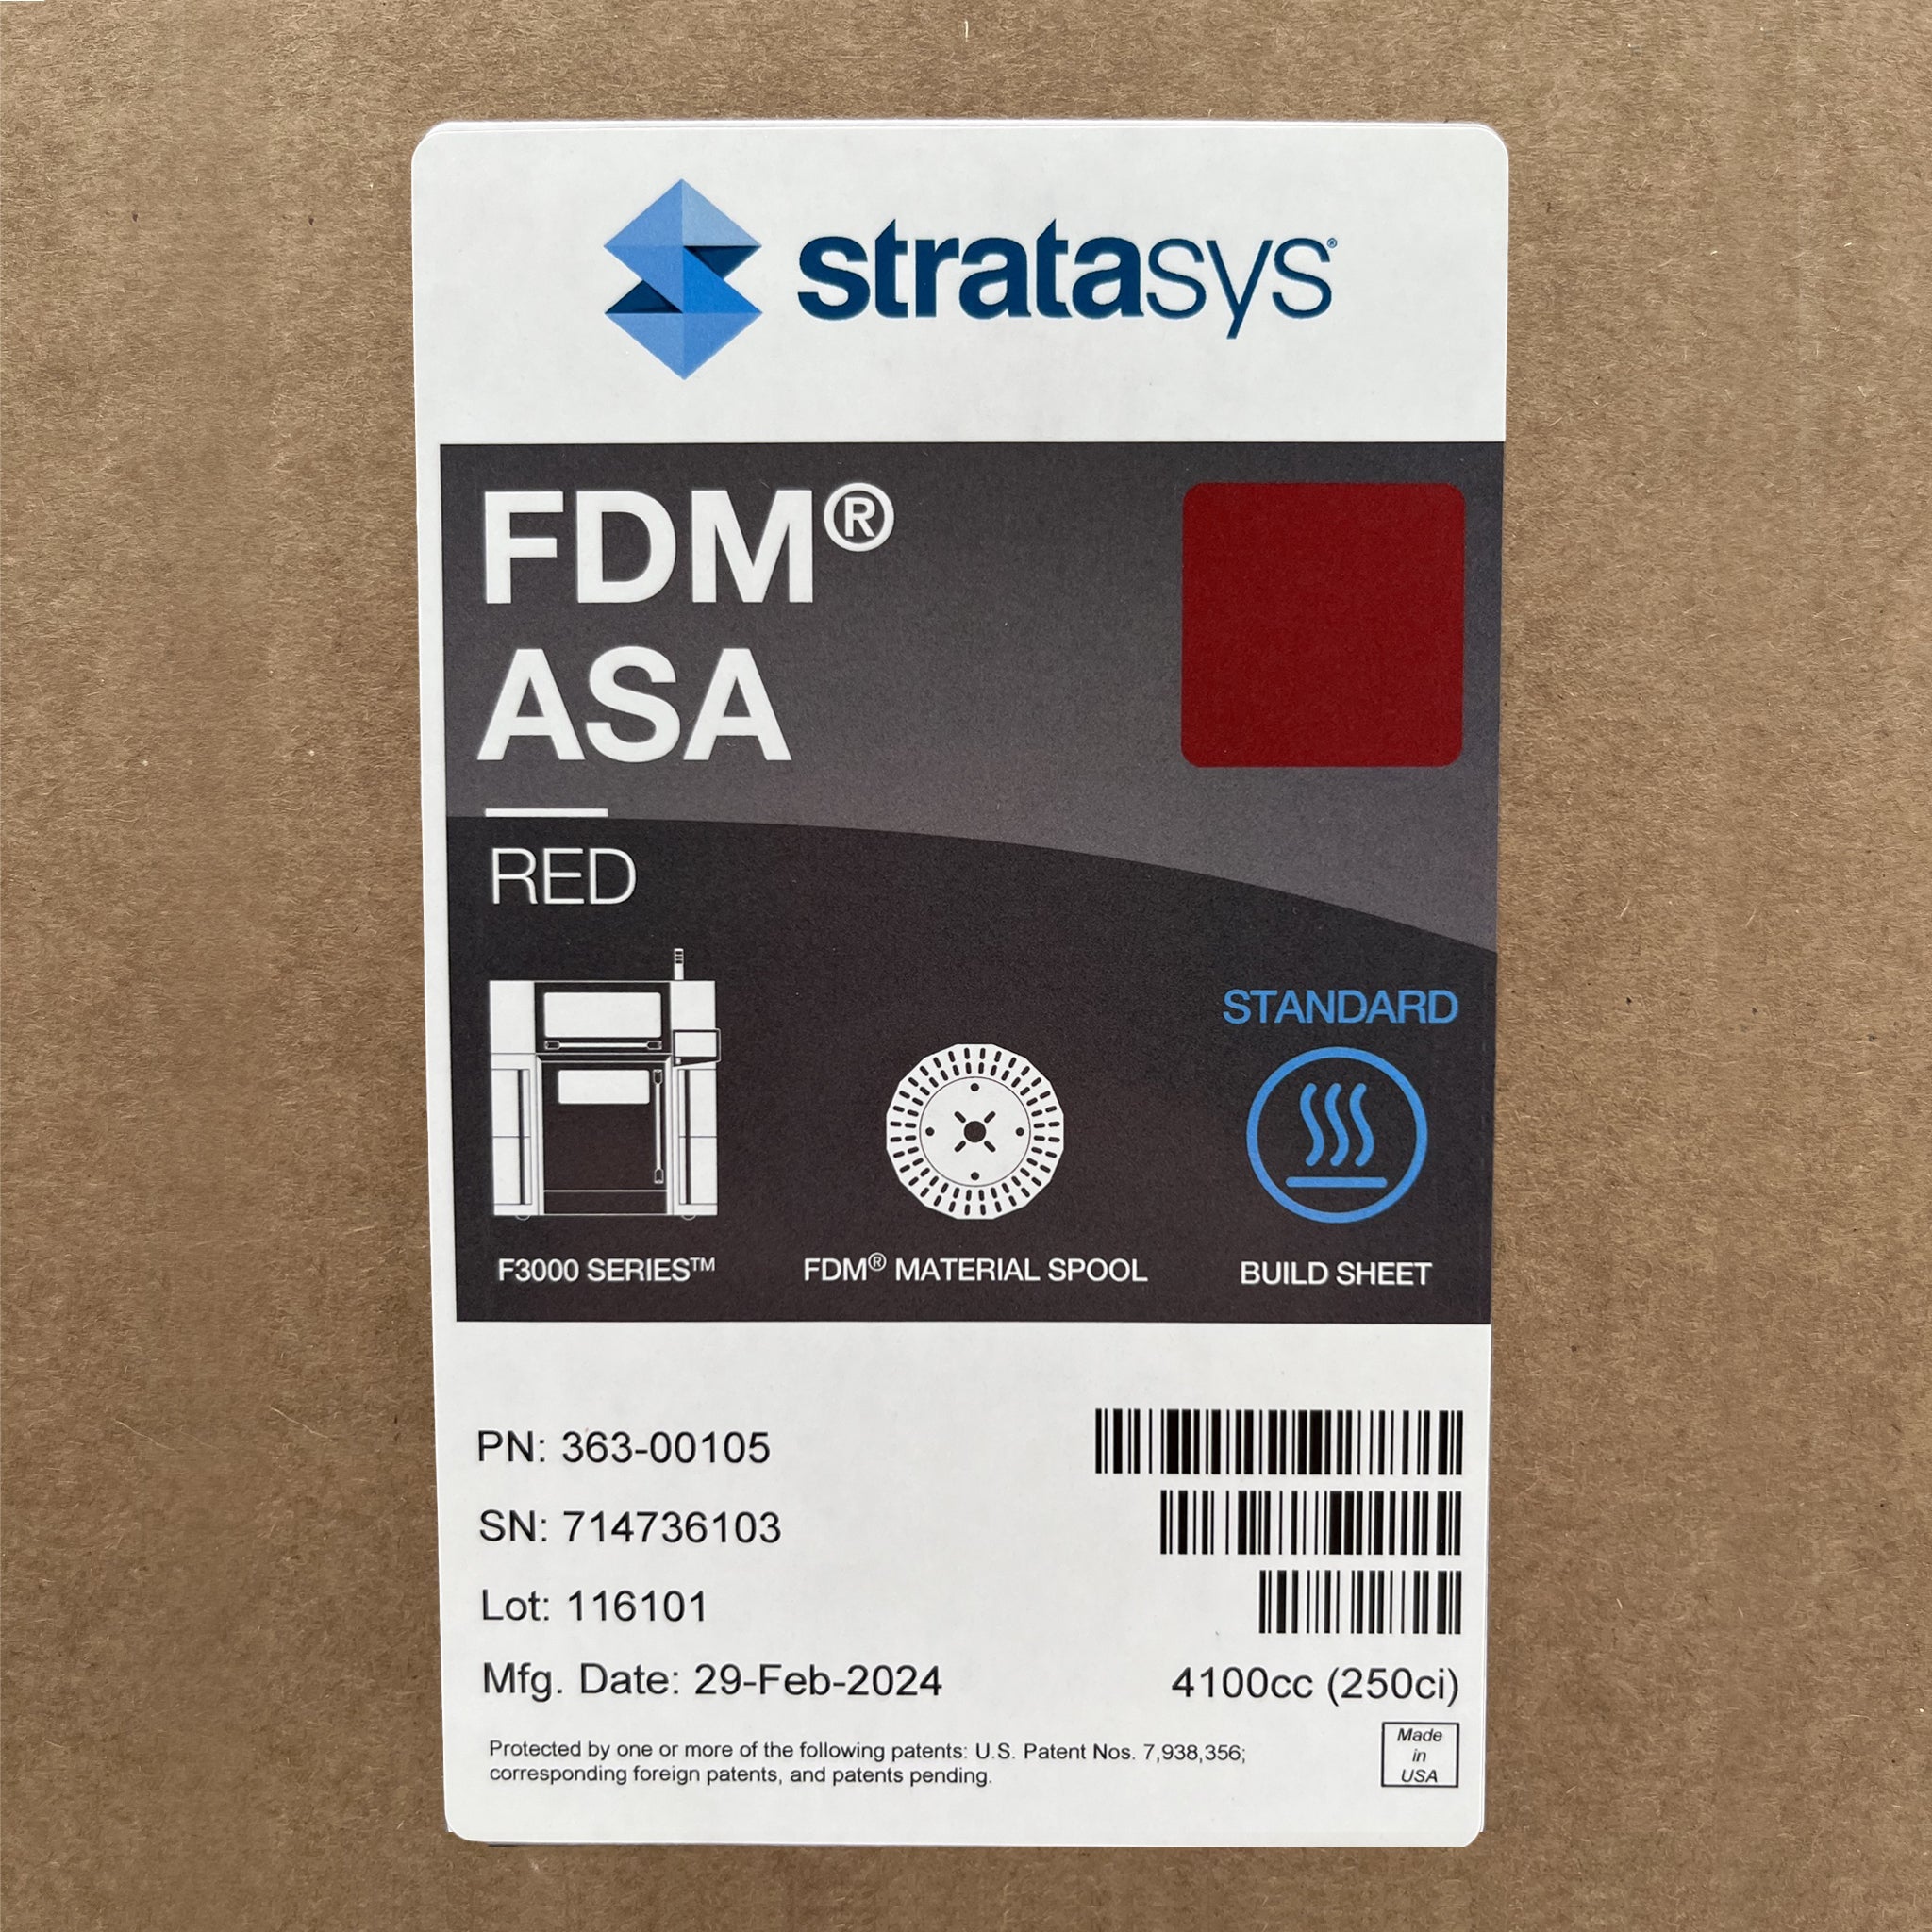 stratasys®
FDM®
ASA
RED
STANDARD
F3000 SERIES™
FDM® MATERIAL SPOOL
BUILD SHEET
PN: 363-00105
SN: 714736103
Lot: 116101
Mfg. Date: 29-Feb-2024
4100cc (250ci)
Protected by one or more of the following patents: U.S. Patent Nos. 7,938,356;
corresponding foreign patents, and patents pending.
Made
in
USA